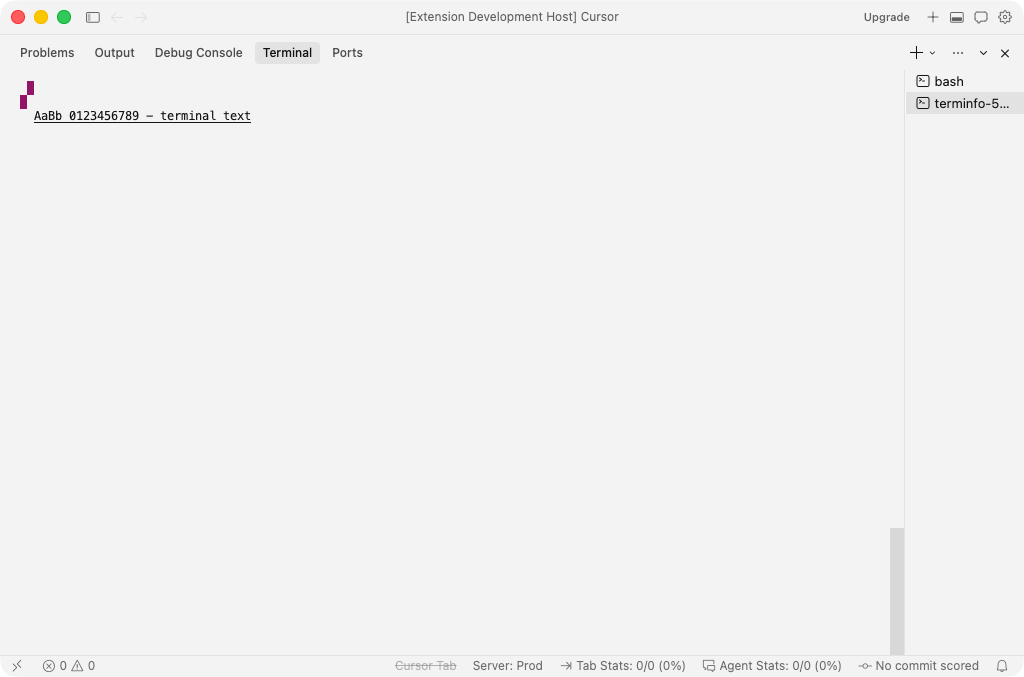 [Extension Development Host] Cursor
Upgrade
Problems Output Debug Console Terminal Ports
bash
terminfo-5...
AaBb 0123456789 — terminal text
0 0 Cursor Tab Server: Prod Tab Stats: 0/0 (0%) Agent Stats: 0/0 (0%) No commit scored